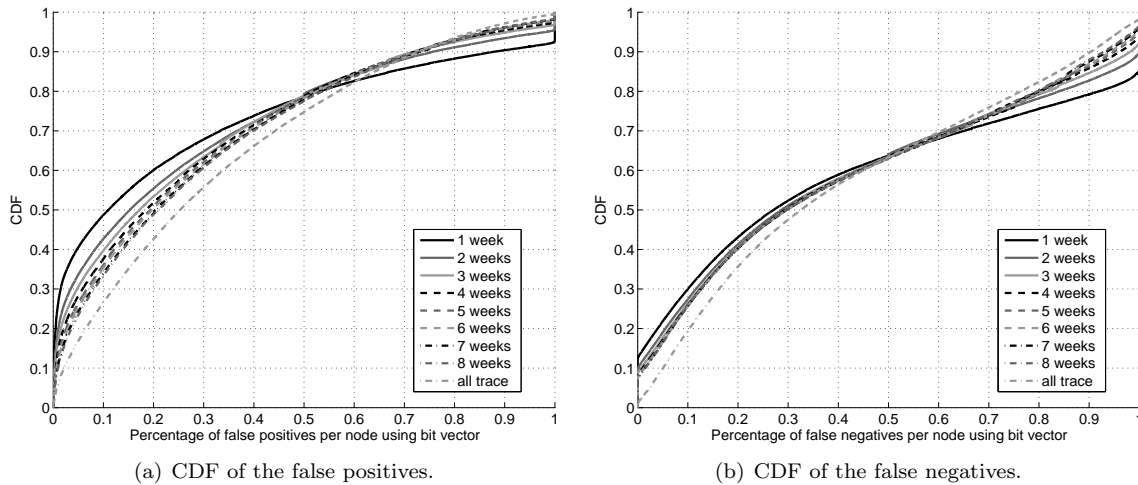 1
0.9
0.8
0.7
0.6
0.5
0.4
0.3
0.2
0.1
0
CDF
1 week
2 weeks
3 weeks
4 weeks
5 weeks
6 weeks
7 weeks
8 weeks
all trace
0 0.1 0.2 0.3 0.4 0.5 0.6 0.7 0.8 0.9 1
Percentage of false positives per node using bit vector
(a) CDF of the false positives.
1
0.9
0.8
0.7
0.6
0.5
0.4
0.3
0.2
0.1
0
CDF
1 week
2 weeks
3 weeks
4 weeks
5 weeks
6 weeks
7 weeks
8 weeks
all trace
0 0.1 0.2 0.3 0.4 0.5 0.6 0.7 0.8 0.9 1
Percentage of false negatives per node using bit vector
(b) CDF of the false negatives.